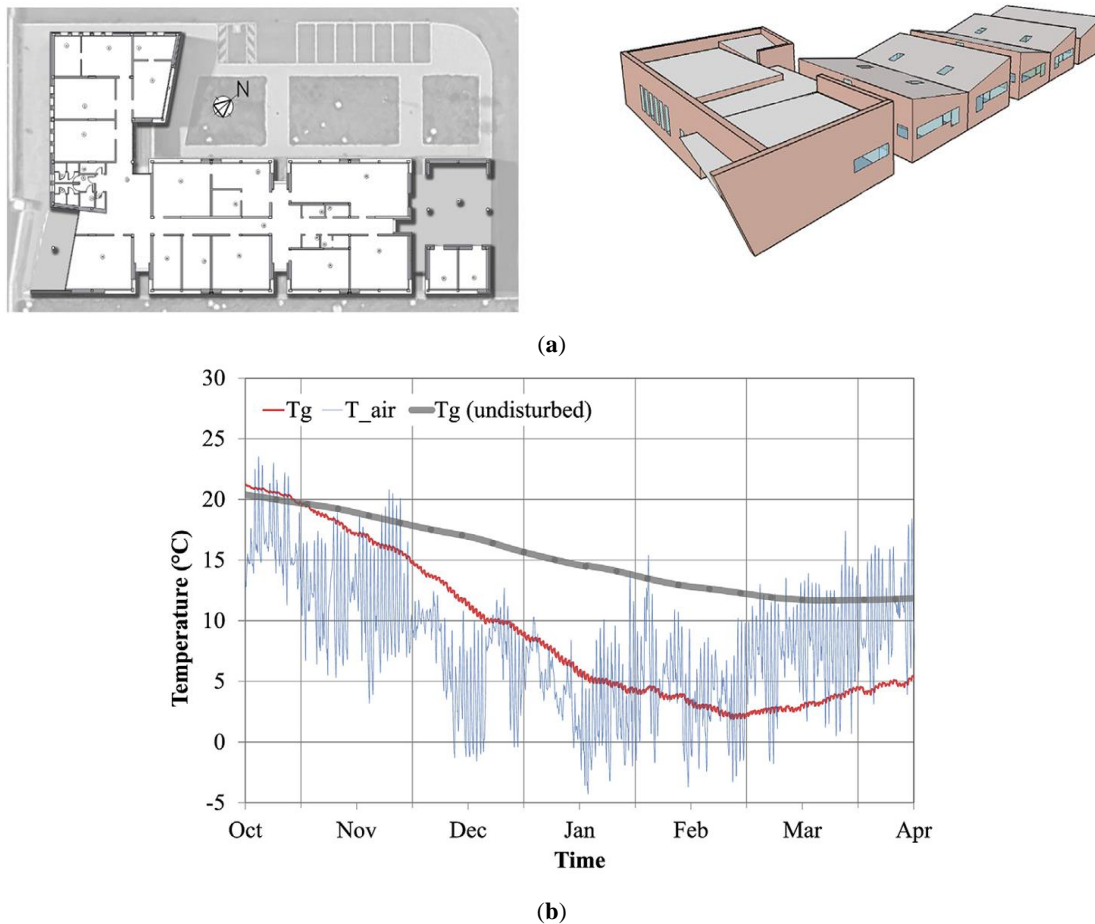 N
(a)
30
25
20
15
10
5
0
-5
Temperature (°C)
Tg T_air Tg (undisturbed)
Oct Nov Dec Jan Feb Mar Apr
Time
(b)